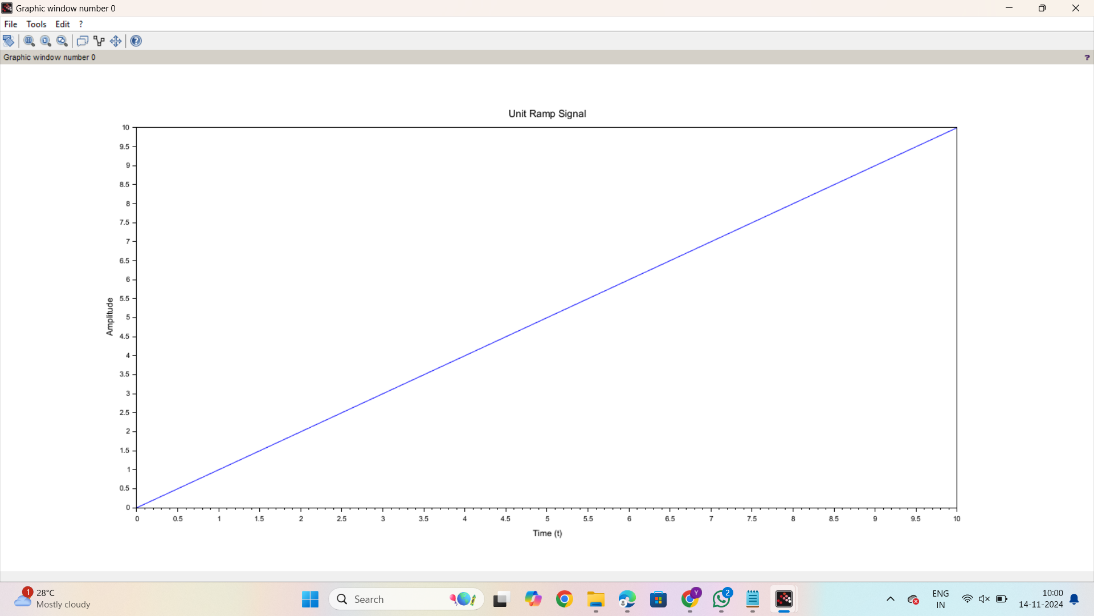 Graphic window number 0
File Tools Edit ?
Graphic window number 0 ?
Unit Ramp Signal
10
9.5
9
8.5
8
7.5
7
6.5
6
5.5
5
4.5
4
3.5
3
2.5
2
1.5
1
0.5
0
Amplitude
0 0.5 1 1.5 2 2.5 3 3.5 4 4.5 5 5.5 6 6.5 7 7.5 8 8.5 9 9.5 10
Time (t)
1
28°C
Mostly cloudy
Search
Y
2
ENG
IN
10:00
14-11-2024